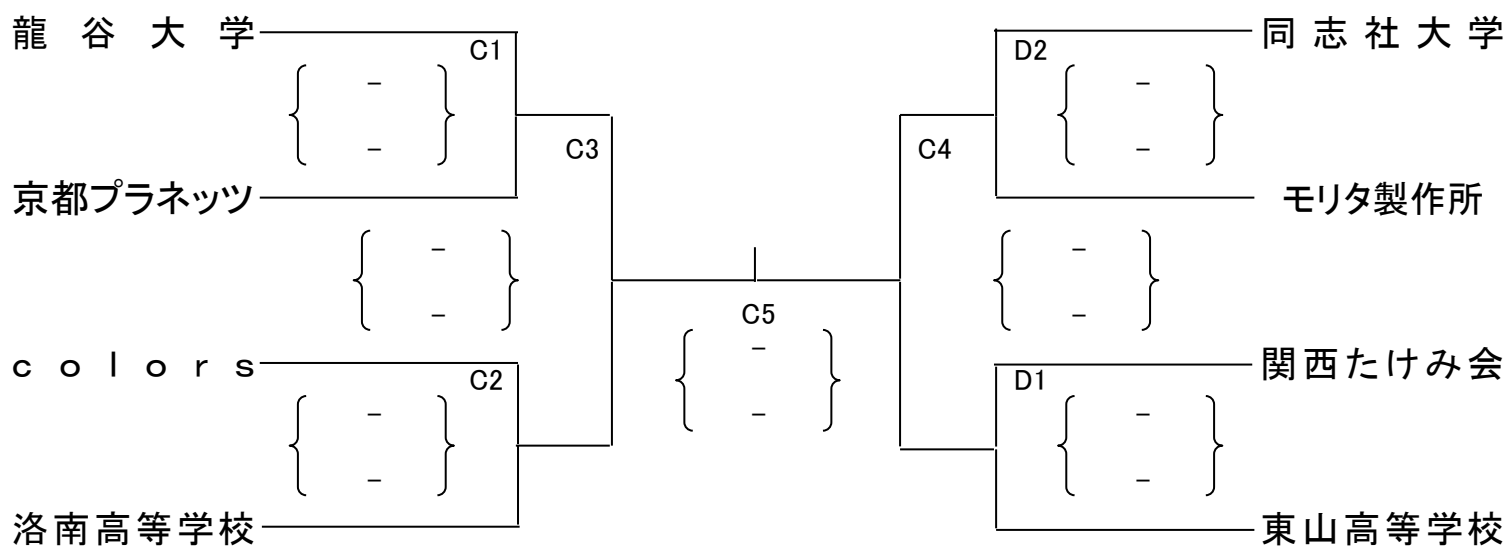 龍谷大学 同志社大学
C1 D2
- -
- -
C3 C4
京都プラネッツ モリタ製作所
- -
- -
C5
-
-
colors 関西たけみ会
C2 D1
- -
- -
洛南高等学校 東山高等学校